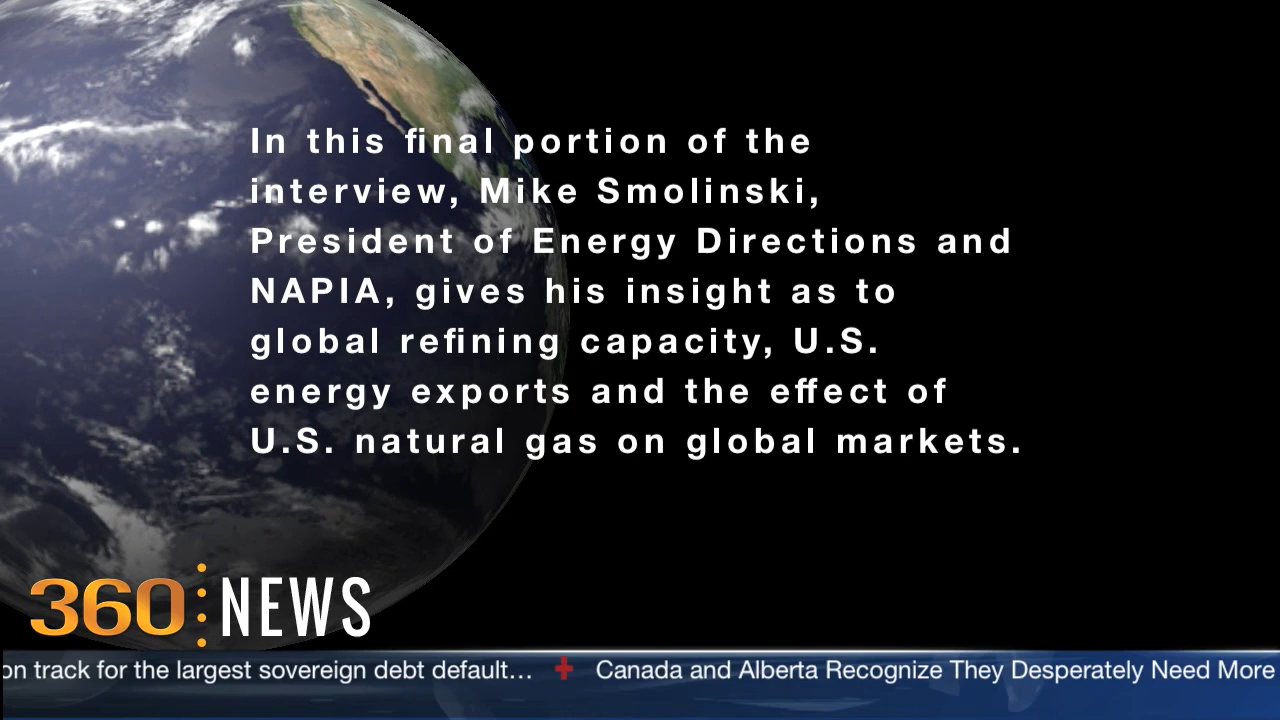 In this final portion of the
interview, Mike Smolinski,
President of Energy Directions and
NAPIA, gives his insight as to
global refining capacity, U.S.
energy exports and the effect of
U.S. natural gas on global markets.
360 NEWS
on track for the largest sovereign debt default... Canada and Alberta Recognize They Desperately Need More